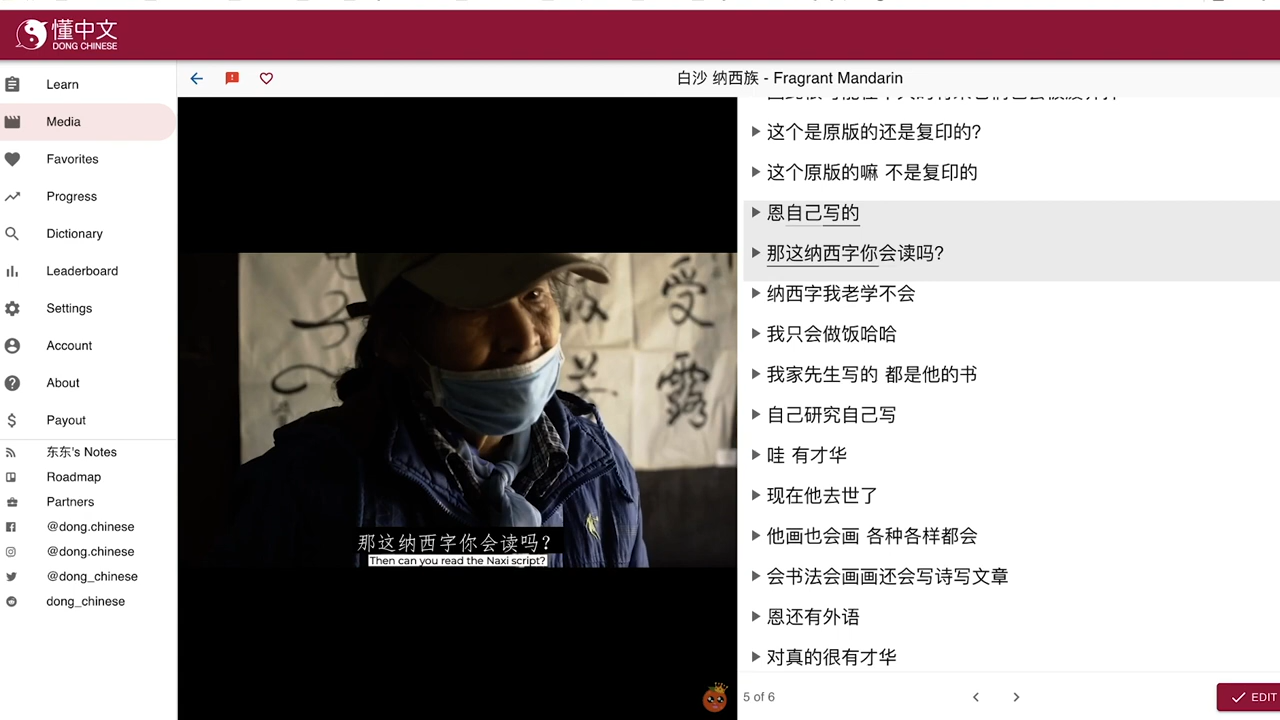 懂中文
DONG CHINESE
Learn
Media
Favorites
Progress
Dictionary
Leaderboard
Settings
Account
About
Payout
东东's Notes
Roadmap
Partners
@dong.chinese
@dong.chinese
@dong_chinese
dong_chinese
白沙 纳西族 - Fragrant Mandarin
受
露
那这纳西字你会读吗?
Then can you read the Naxi script?
这个是原版的还是复印的?
这个原版的嘛 不是复印的
恩自己写的
那这纳西字你会读吗?
纳西字我老学不会
我只会做饭哈哈
我家先生写的 都是他的书
自己研究自己写
哇 有才华
现在他去世了
他画也会画 各种各样都会
会书法会画画还会写诗写文章
恩还有外语
对真的很有才华
5 of 6
EDIT